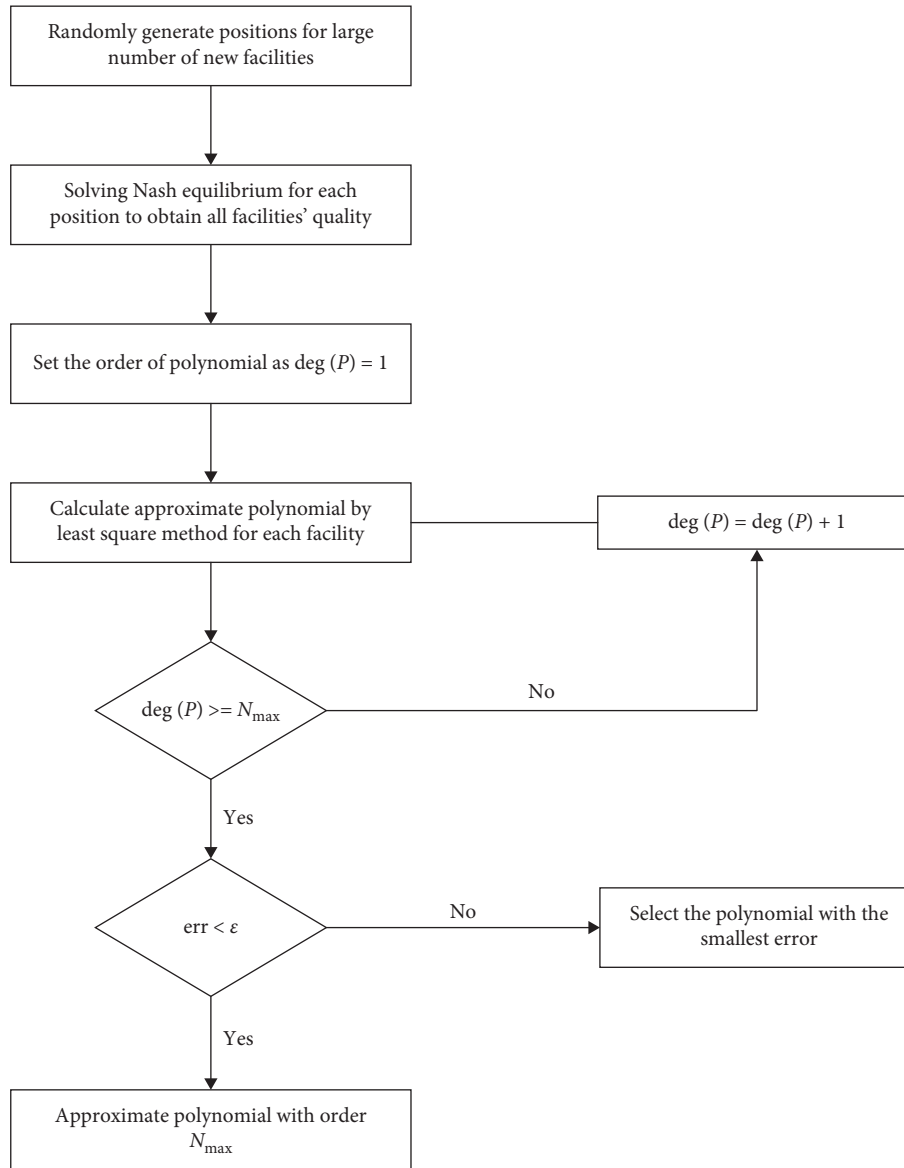 Randomly generate positions for large
number of new facilities
Solving Nash equilibrium for each
position to obtain all facilities’ quality
Set the order of polynomial as deg (P) = 1
Calculate approximate polynomial by
least square method for each facility
deg (P) = deg (P) + 1
deg (P) >= N_max
No
Yes
err < ε
No
Select the polynomial with the
smallest error
Yes
Approximate polynomial with order
N_max